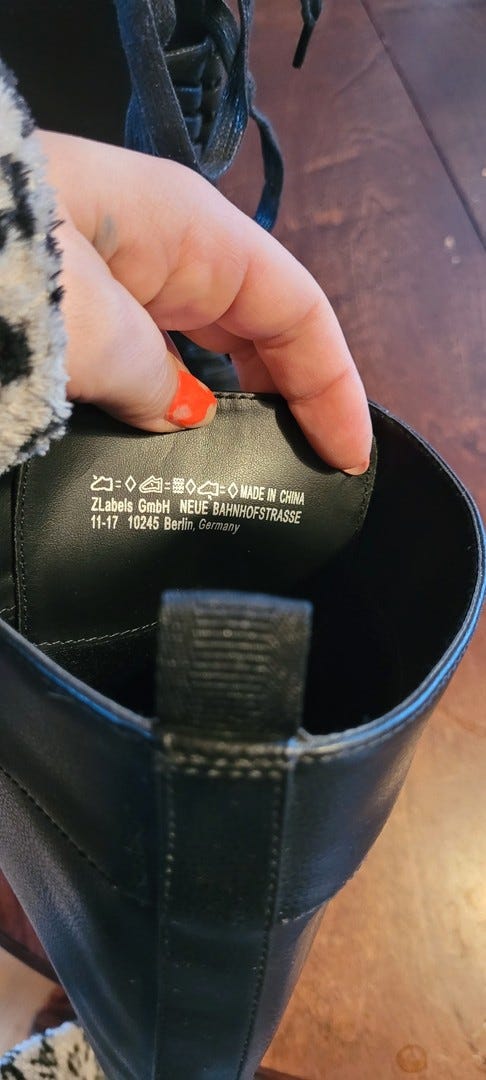 MADE IN CHINA
ZLabels GmbH NEUE BAHNHOFSTRASSE
11-17 10245 Berlin, Germany